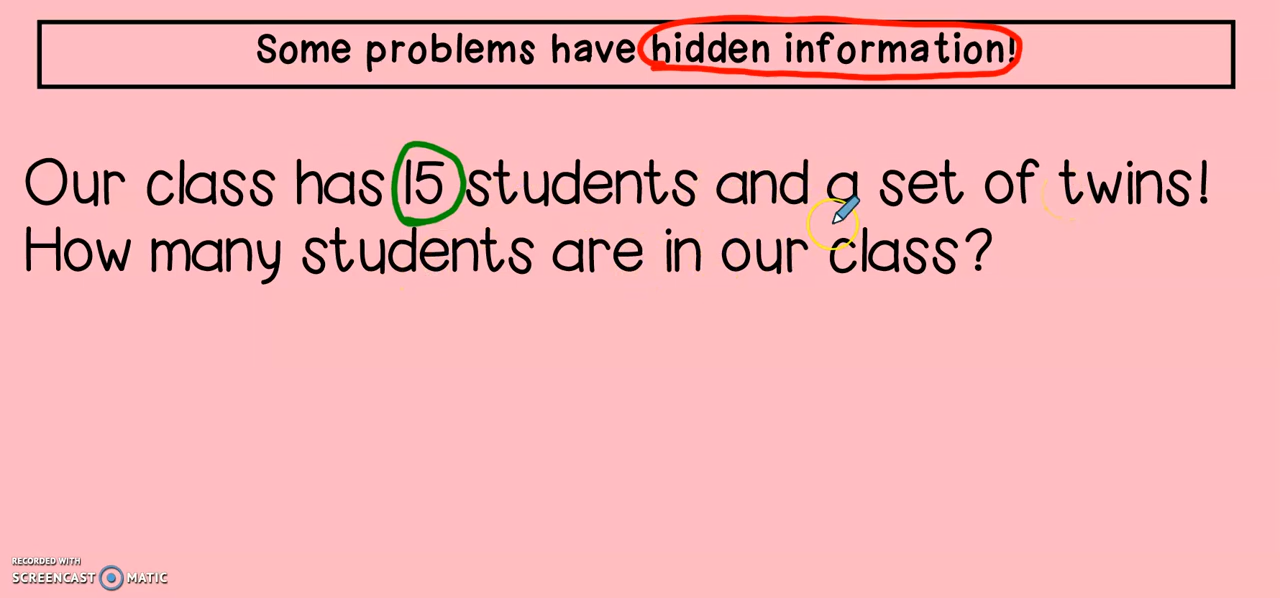 Some problems have hidden information!
Our class has 15 students and a set of twins!
How many students are in our class?
RECORDED WITH
SCREENCAST MATIC